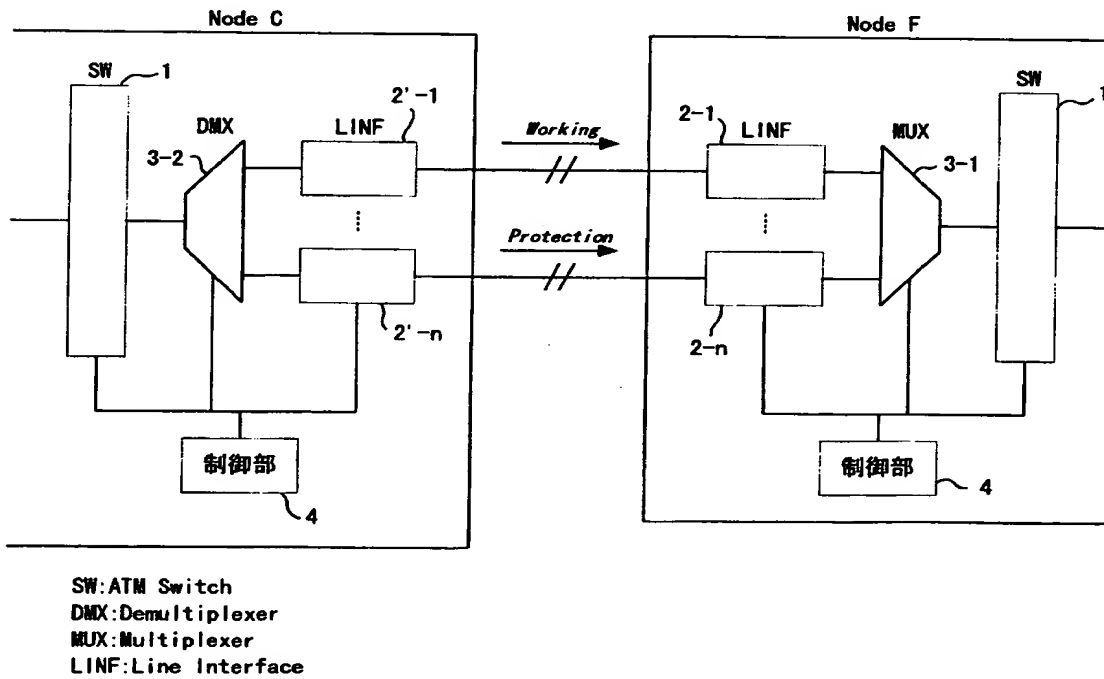 Node C
Node F
SW
1
DMX
3-2
LINF
2'-1
2'-n
Working
Protection
2-1
LINF
2-n
MUX
3-1
SW
1
制御部
4
制御部
4
SW:ATM Switch
DMX:Demultiplexer
MUX:Multiplexer
LINF:Line Interface